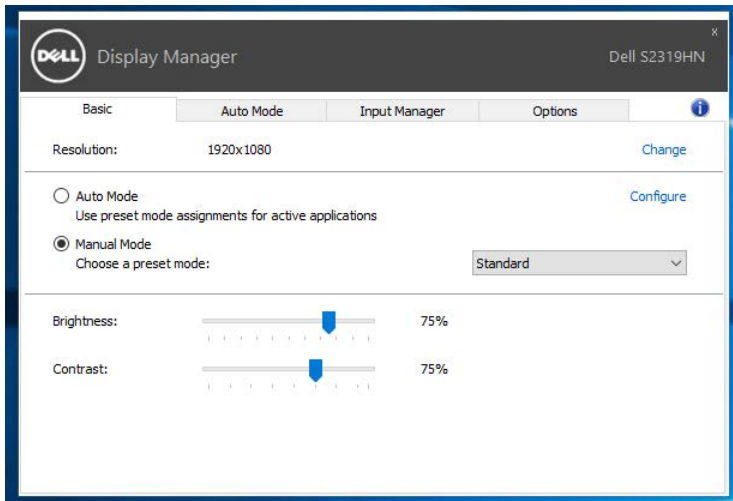 DELL Display Manager Dell S2319HN x
Basic Auto Mode Input Manager Options i
Resolution: 1920x1080 Change
Auto Mode Configure
Use preset mode assignments for active applications
Manual Mode
Choose a preset mode: Standard
Brightness: 75%
Contrast: 75%